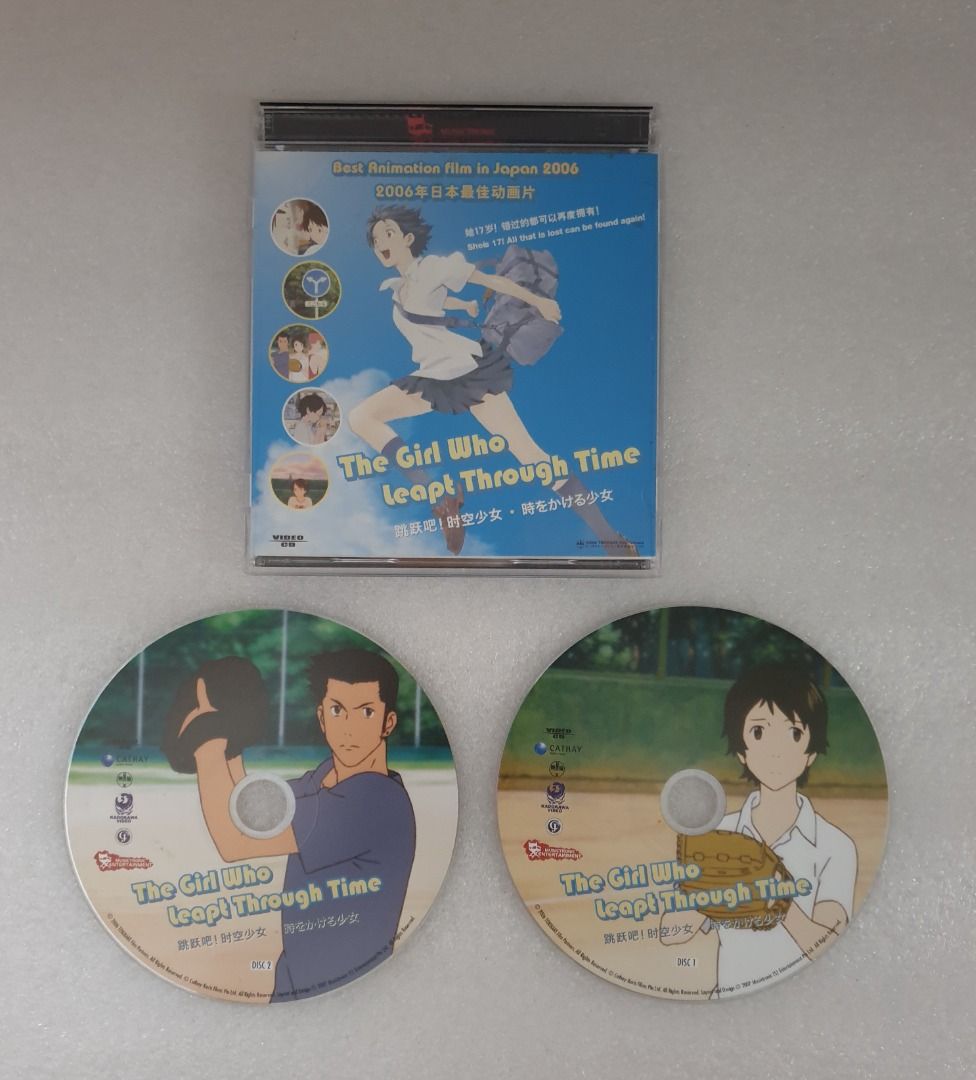 Best Animation film in Japan 2006
2006年日本最佳动画片
她17岁! 错过的都可以再度拥有!
Sheis 17! All that is lost can be found again!
The Girl Who
Leapt Through Time
跳跃吧! 时空少女・時をかける少女
VIDEO
CD
CATHAY
KADOKAWA
VIDEO
MUSICTRONIC
ENTERTAINMENT
The Girl Who
Leapt Through Time
跳跃吧! 时空少女 時をかける少女
DISC 2
VIDEO
CD
CATHAY
KADOKAWA
VIDEO
MUSICTRONIC
ENTERTAINMENT
The Girl Who
Leapt Through Time
跳跃吧! 时空少女 時をかける少女
DISC 1